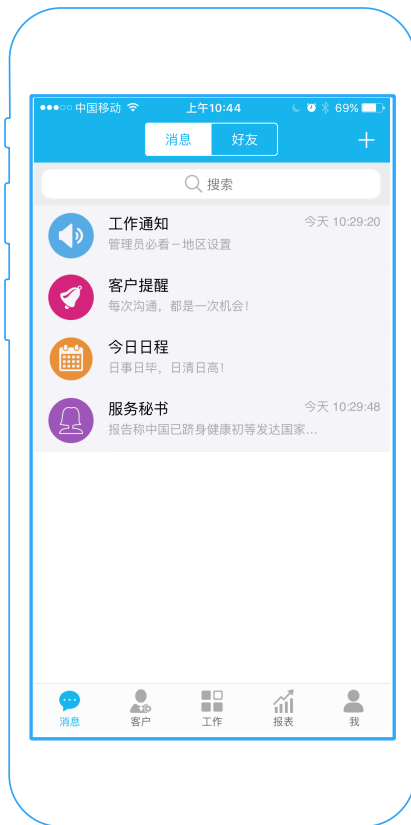 中国移动 上午10:44 69%
消息 好友
搜索
工作通知 今天 10:29:20
管理员必看－地区设置
客户提醒
每次沟通，都是一次机会！
今日日程
日事日毕，日清日高！
服务秘书 今天 10:29:48
报告称中国已跻身健康初等发达国家...
消息 客户 工作 报表 我